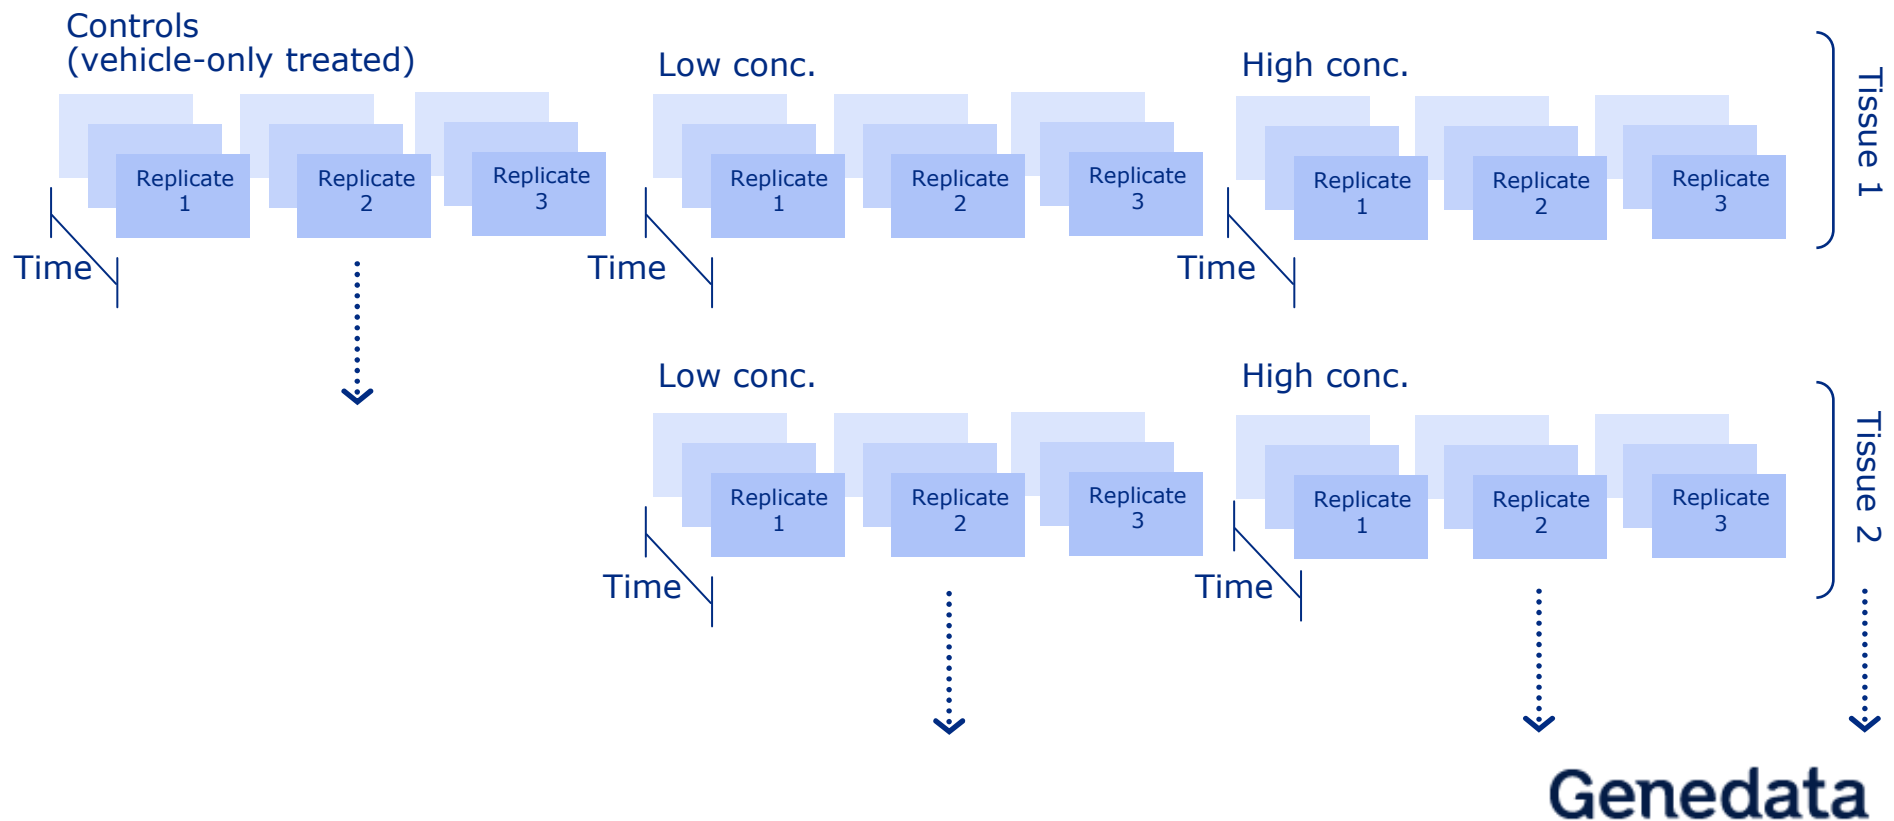 Controls
(vehicle-only treated)
Low conc.
High conc.
Replicate
1
Replicate
2
Replicate
3
Replicate
1
Replicate
2
Replicate
3
Replicate
1
Replicate
2
Replicate
3
Tissue 1
Time
Time
Time
Low conc.
High conc.
Replicate
1
Replicate
2
Replicate
3
Replicate
1
Replicate
2
Replicate
3
Tissue 2
Time
Time
Genedata